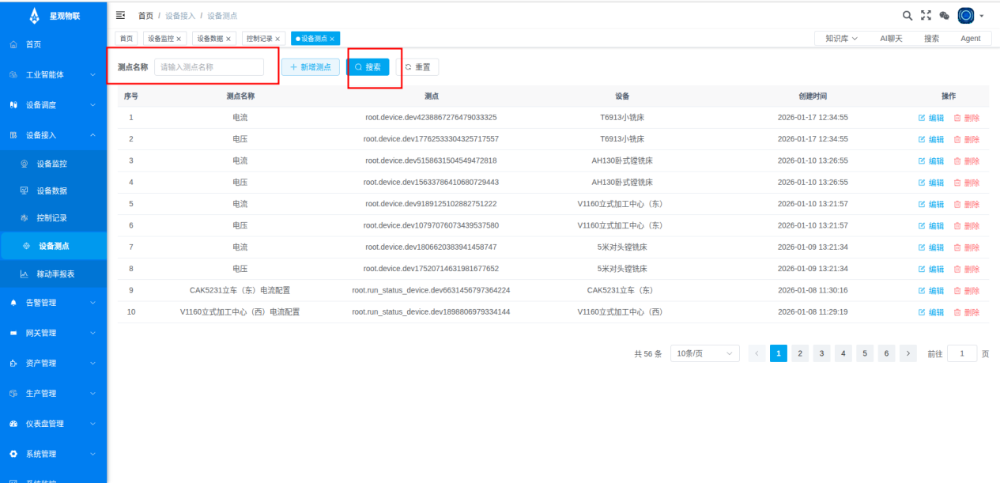 星观物联
首页 / 设备接入 / 设备测点
首页 设备监控 × 设备数据 × 控制记录 × 设备测点 × 知识库 AI聊天 搜索 Agent
首页
工业智能体
设备调度
设备接入
设备监控
设备数据
控制记录
设备测点
稼动率报表
告警管理
网关管理
资产管理
生产管理
仪表盘管理
系统管理
系统监控
测点名称 请输入测点名称 + 新增测点 搜索 重置
序号 测点名称 测点 设备 创建时间 操作
1 电流 root.device.dev4238867276479033325 T6913小铣床 2026-01-17 12:34:55 编辑 删除
2 电压 root.device.dev17762533304325717557 T6913小铣床 2026-01-17 12:34:55 编辑 删除
3 电流 root.device.dev5158631504549472818 AH130卧式镗铣床 2026-01-10 13:26:55 编辑 删除
4 电压 root.device.dev15633786410680729443 AH130卧式镗铣床 2026-01-10 13:26:55 编辑 删除
5 电流 root.device.dev9189125102882751222 V1160立式加工中心（东） 2026-01-10 13:21:57 编辑 删除
6 电压 root.device.dev10797076073439537580 V1160立式加工中心（东） 2026-01-10 13:21:57 编辑 删除
7 电流 root.device.dev1806620383941458747 5米对头镗铣床 2026-01-09 13:21:34 编辑 删除
8 电压 root.device.dev17520714631981677652 5米对头镗铣床 2026-01-09 13:21:34 编辑 删除
9 CAK5231立车（东）电流配置 root.run_status_device.dev6631456797364224 CAK5231立车（东） 2026-01-08 11:30:16 编辑 删除
10 V1160立式加工中心（西）电流配置 root.run_status_device.dev1898806979334144 V1160立式加工中心（西） 2026-01-08 11:29:19 编辑 删除
共 56 条 10条/页 1 2 3 4 5 6 前往 1 页